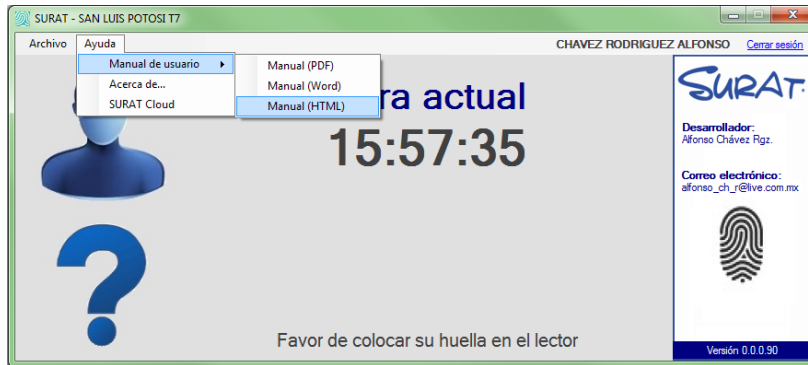 SURAT - SAN LUIS POTOSI T7
Archivo Ayuda CHAVEZ RODRIGUEZ ALFONSO Cerrar sesión
Manual de usuario
Acerca de...
SURAT Cloud
Manual (PDF)
Manual (Word)
Manual (HTML)
ra actual
15:57:35
Favor de colocar su huella en el lector
SURAT.
Desarrollador:
Alfonso Chávez Rgz.
Correo electrónico:
alfonso_ch_r@live.com.mx
Versión 0.0.0.90